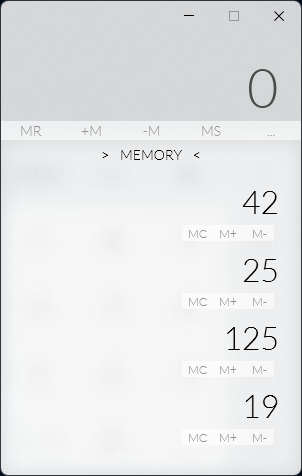 0
MR +M -M MS ...
> MEMORY <
42
MC M+ M-
25
MC M+ M-
125
MC M+ M-
19
MC M+ M-